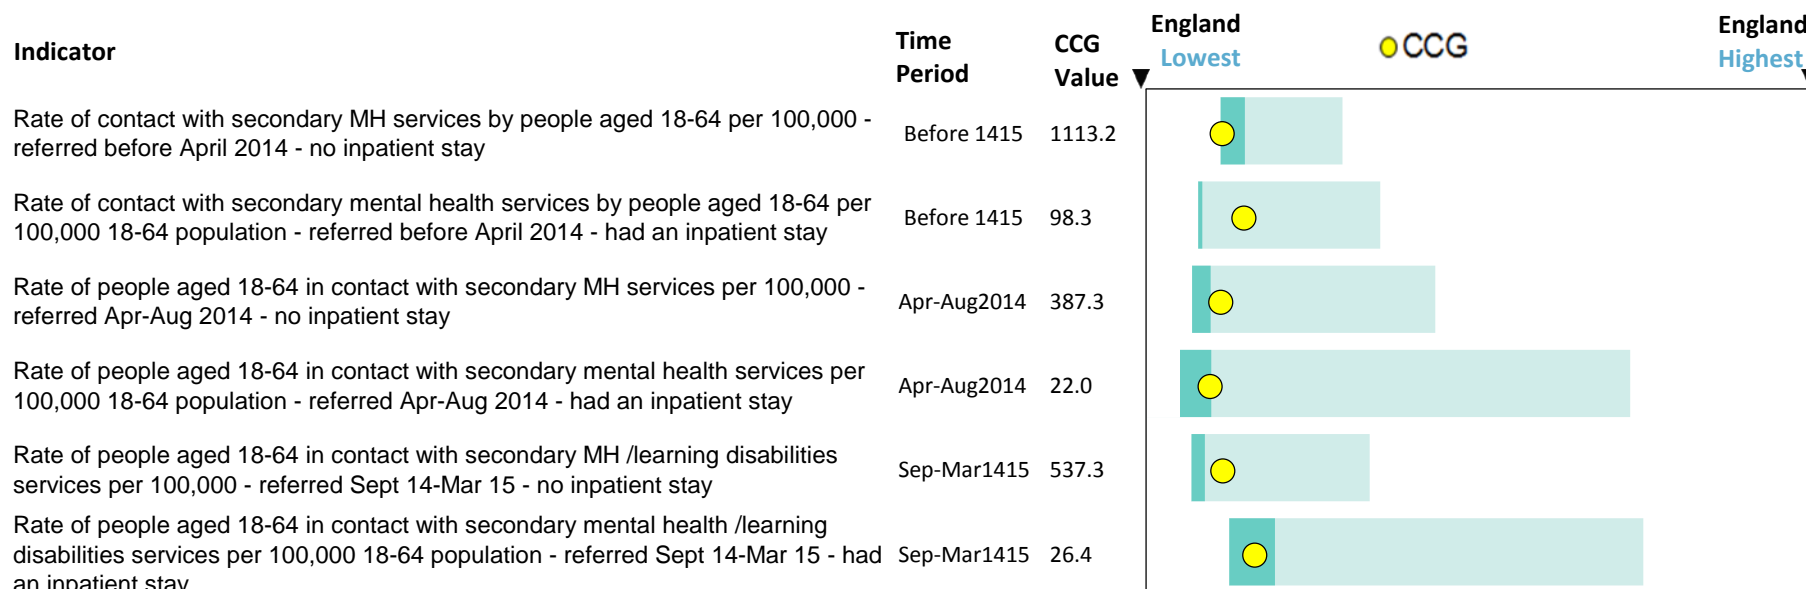 Indicator
Time Period
CCG Value
England Lowest
CCG
England Highest
Rate of contact with secondary MH services by people aged 18-64 per 100,000 -
referred before April 2014 - no inpatient stay
Before 1415 1113.2
Rate of contact with secondary mental health services by people aged 18-64 per
100,000 18-64 population - referred before April 2014 - had an inpatient stay
Before 1415 98.3
Rate of people aged 18-64 in contact with secondary MH services per 100,000 -
referred Apr-Aug 2014 - no inpatient stay
Apr-Aug2014 387.3
Rate of people aged 18-64 in contact with secondary mental health services per
100,000 18-64 population - referred Apr-Aug 2014 - had an inpatient stay
Apr-Aug2014 22.0
Rate of people aged 18-64 in contact with secondary MH /learning disabilities
services per 100,000 - referred Sept 14-Mar 15 - no inpatient stay
Sep-Mar1415 537.3
Rate of people aged 18-64 in contact with secondary mental health /learning
disabilities services per 100,000 18-64 population - referred Sept 14-Mar 15 - had
an inpatient stay
Sep-Mar1415 26.4